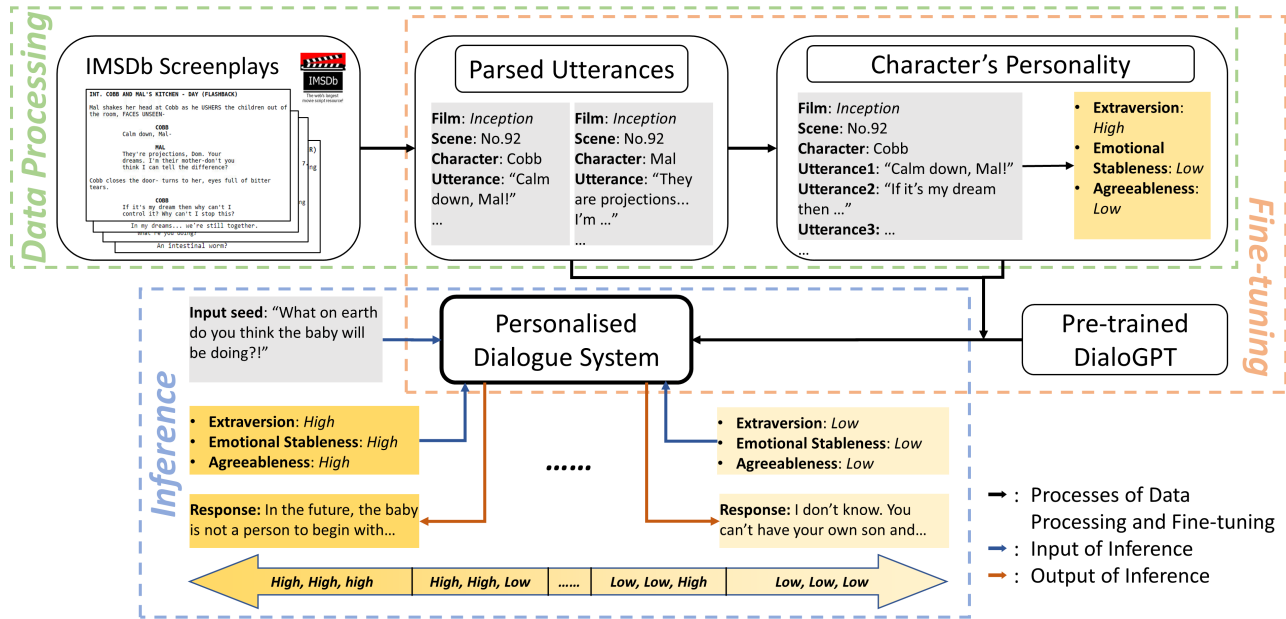 Data Processing
IMSDb Screenplays
IMSDb
The web's largest
movie script resource!
INT. COBB AND MAL'S KITCHEN - DAY (FLASHBACK)
Mal shakes her head at Cobb as he USHERS the children out of
the room, FACES UNSEEN-
COBB
Calm down, Mal-
MAL
They're projections, Dom. Your
dreams. I'm their mother-don't you
think I can tell the difference?
Cobb closes the door- turns to her, eyes full of bitter
tears.
COBB
If it's my dream then why can't I
control it? Why can't I stop this?
In my dreams... we're still together.
What're you doing?
An intestinal worm?
Parsed Utterances
Film: Inception
Scene: No.92
Character: Cobb
Utterance: “Calm
down, Mal!”
...
Film: Inception
Scene: No.92
Character: Mal
Utterance: “They
are projections...
I’m ...”
...
Character’s Personality
Film: Inception
Scene: No.92
Character: Cobb
Utterance1: “Calm down, Mal!”
Utterance2: “If it’s my dream
then ...”
Utterance3: ...
...
• Extraversion:
High
• Emotional
Stableness: Low
• Agreeableness:
Low
Fine-tuning
Inference
Input seed: “What on earth
do you think the baby will
be doing?!”
Personalised
Dialogue System
Pre-trained
DialoGPT
• Extraversion: High
• Emotional Stableness: High
• Agreeableness: High
......
• Extraversion: Low
• Emotional Stableness: Low
• Agreeableness: Low
Response: In the future, the baby
is not a person to begin with...
Response: I don’t know. You
can’t have your own son and...
High, High, high
High, High, Low
......
Low, Low, High
Low, Low, Low
: Processes of Data
Processing and Fine-tuning
: Input of Inference
: Output of Inference